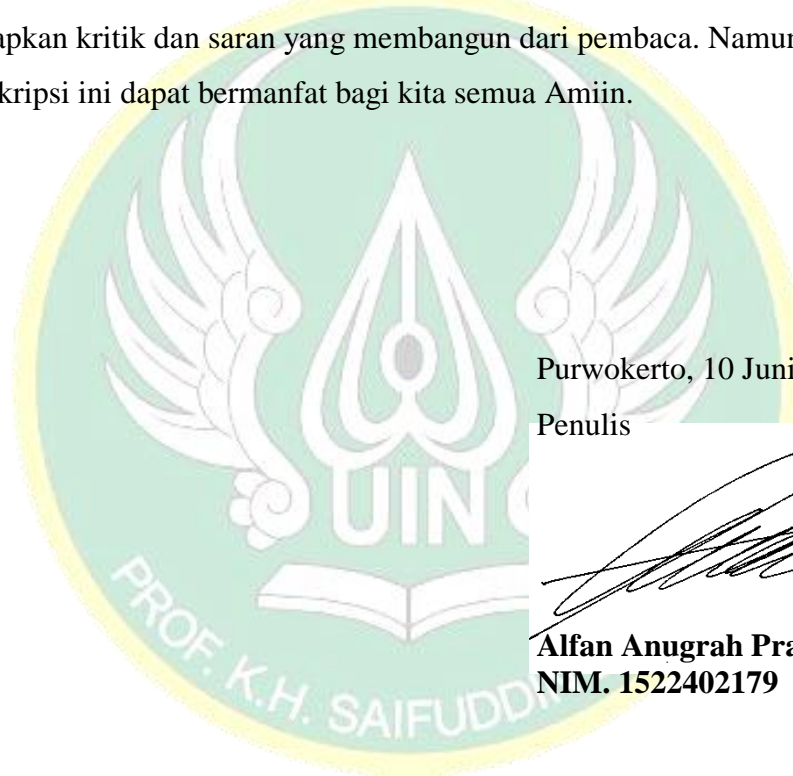 apkan kritik dan saran yang membangun dari pembaca. Namun
kripsi ini dapat bermanfat bagi kita semua Amiin.
Purwokerto, 10 Juni
Penulis
Alfan Anugrah Pra
NIM. 1522402179
UIN
PROF. K.H. SAIFUDDI